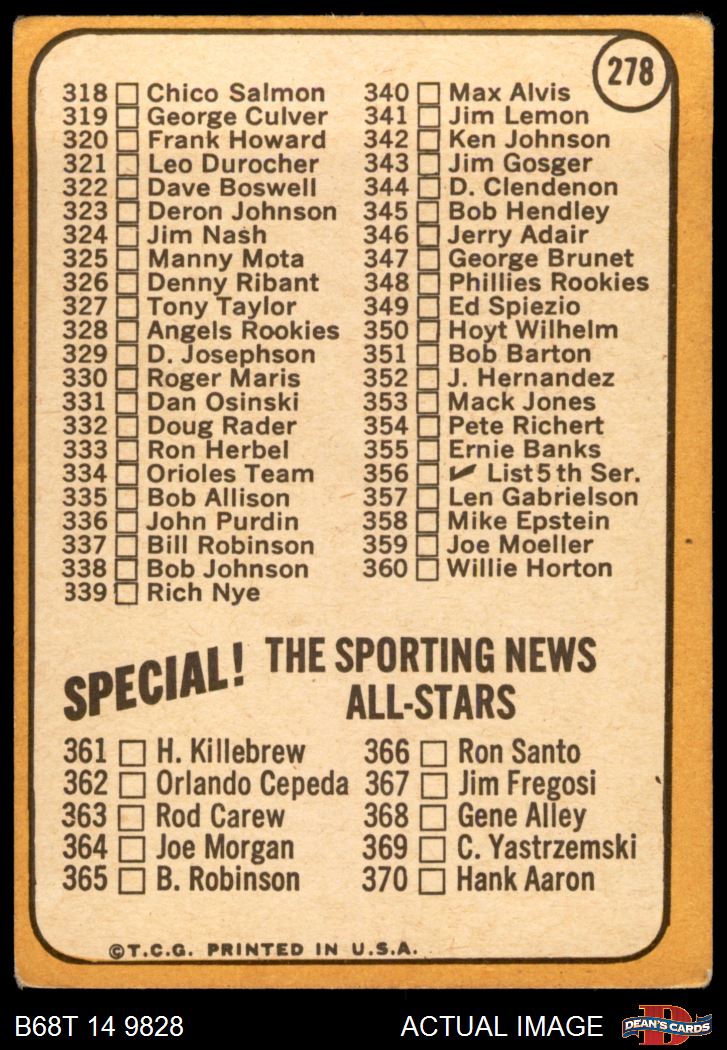 278
318 Chico Salmon
319 George Culver
320 Frank Howard
321 Leo Durocher
322 Dave Boswell
323 Deron Johnson
324 Jim Nash
325 Manny Mota
326 Denny Ribant
327 Tony Taylor
328 Angels Rookies
329 D. Josephson
330 Roger Maris
331 Dan Osinski
332 Doug Rader
333 Ron Herbel
334 Orioles Team
335 Bob Allison
336 John Purdin
337 Bill Robinson
338 Bob Johnson
339 Rich Nye
340 Max Alvis
341 Jim Lemon
342 Ken Johnson
343 Jim Gosger
344 D. Clendenon
345 Bob Hendley
346 Jerry Adair
347 George Brunet
348 Phillies Rookies
349 Ed Spiezio
350 Hoyt Wilhelm
351 Bob Barton
352 J. Hernandez
353 Mack Jones
354 Pete Richert
355 Ernie Banks
356 ✔ List 5th Ser.
357 Len Gabrielson
358 Mike Epstein
359 Joe Moeller
360 Willie Horton
SPECIAL! THE SPORTING NEWS
ALL-STARS
361 H. Killebrew
362 Orlando Cepeda
363 Rod Carew
364 Joe Morgan
365 B. Robinson
366 Ron Santo
367 Jim Fregosi
368 Gene Alley
369 C. Yastrzemski
370 Hank Aaron
©T.C.G. PRINTED IN U.S.A.
B68T 14 9828 ACTUAL IMAGE DEAN'S CARDS